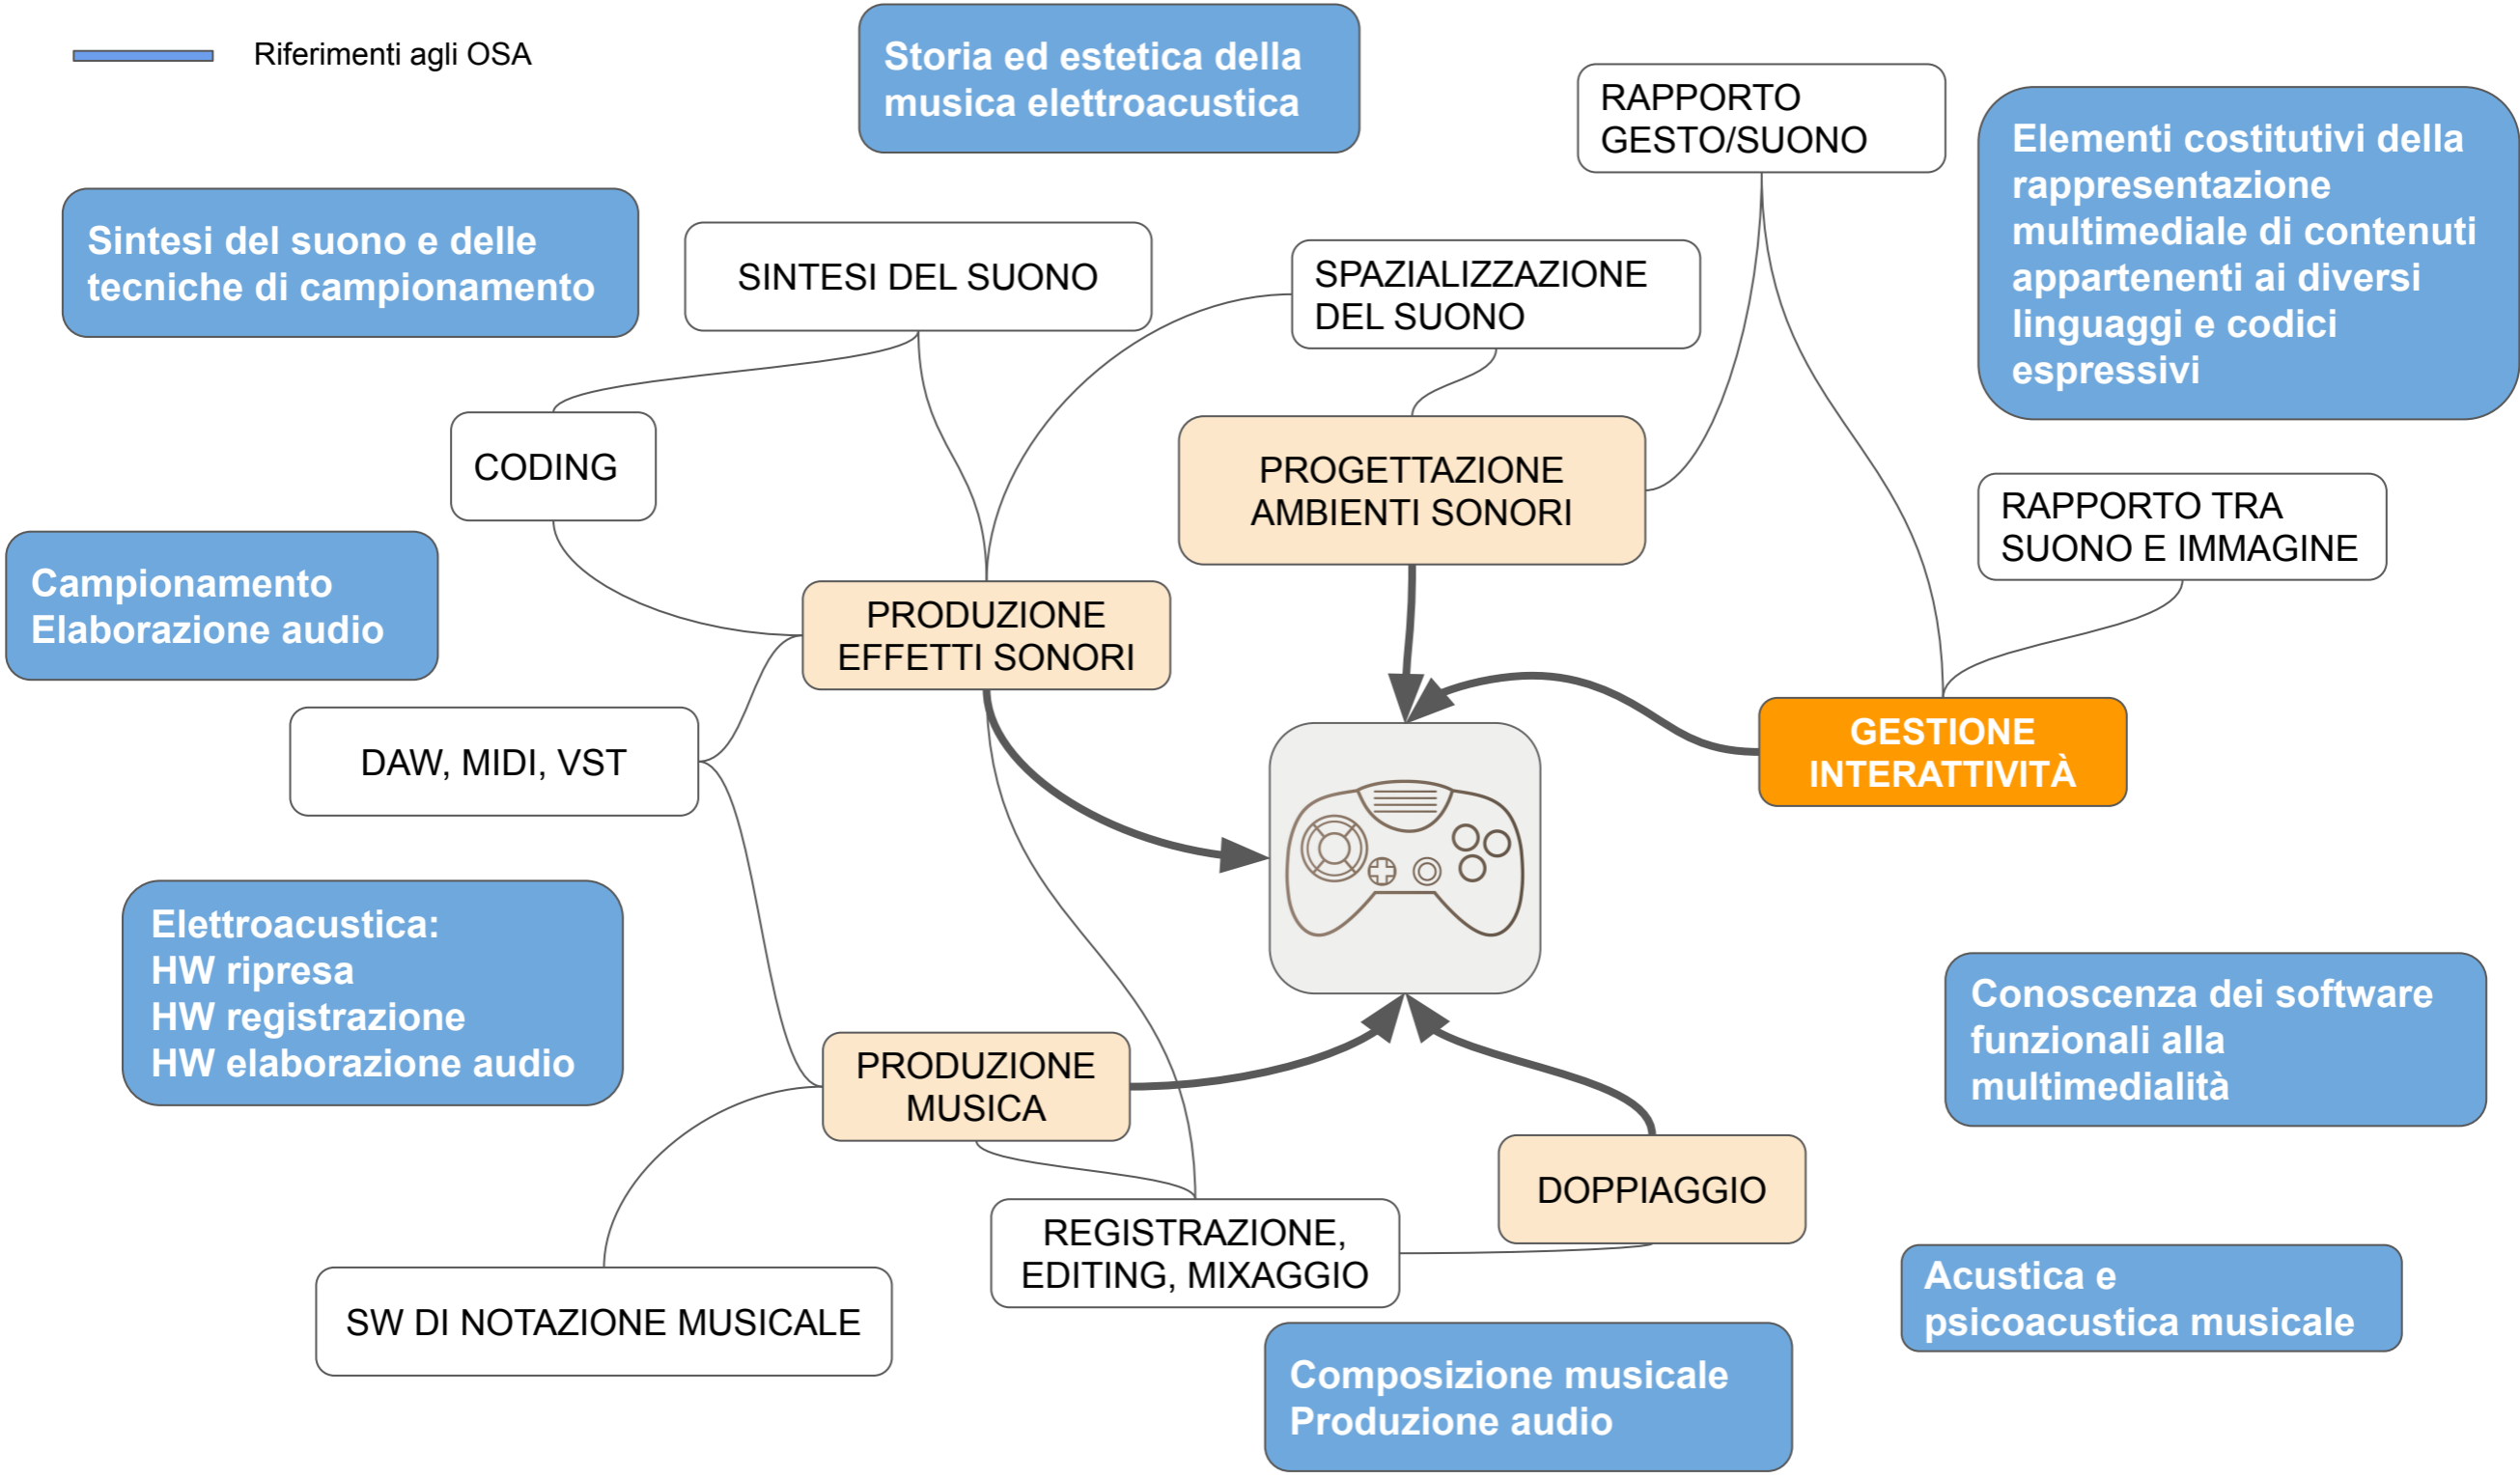 Riferimenti agli OSA
Storia ed estetica della
musica elettroacustica
RAPPORTO
GESTO/SUONO
Elementi costitutivi della
rappresentazione
multimediale di contenuti
appartenenti ai diversi
linguaggi e codici
espressivi
Sintesi del suono e delle
tecniche di campionamento
SINTESI DEL SUONO
SPAZIALIZZAZIONE
DEL SUONO
CODING
PROGETTAZIONE
AMBIENTI SONORI
RAPPORTO TRA
SUONO E IMMAGINE
Campionamento
Elaborazione audio
PRODUZIONE
EFFETTI SONORI
DAW, MIDI, VST
GESTIONE
INTERATTIVITÀ
Elettroacustica:
HW ripresa
HW registrazione
HW elaborazione audio
Conoscenza dei software
funzionali alla
multimedialità
PRODUZIONE
MUSICA
DOPPIAGGIO
REGISTRAZIONE,
EDITING, MIXAGGIO
SW DI NOTAZIONE MUSICALE
Acustica e
psicoacustica musicale
Composizione musicale
Produzione audio